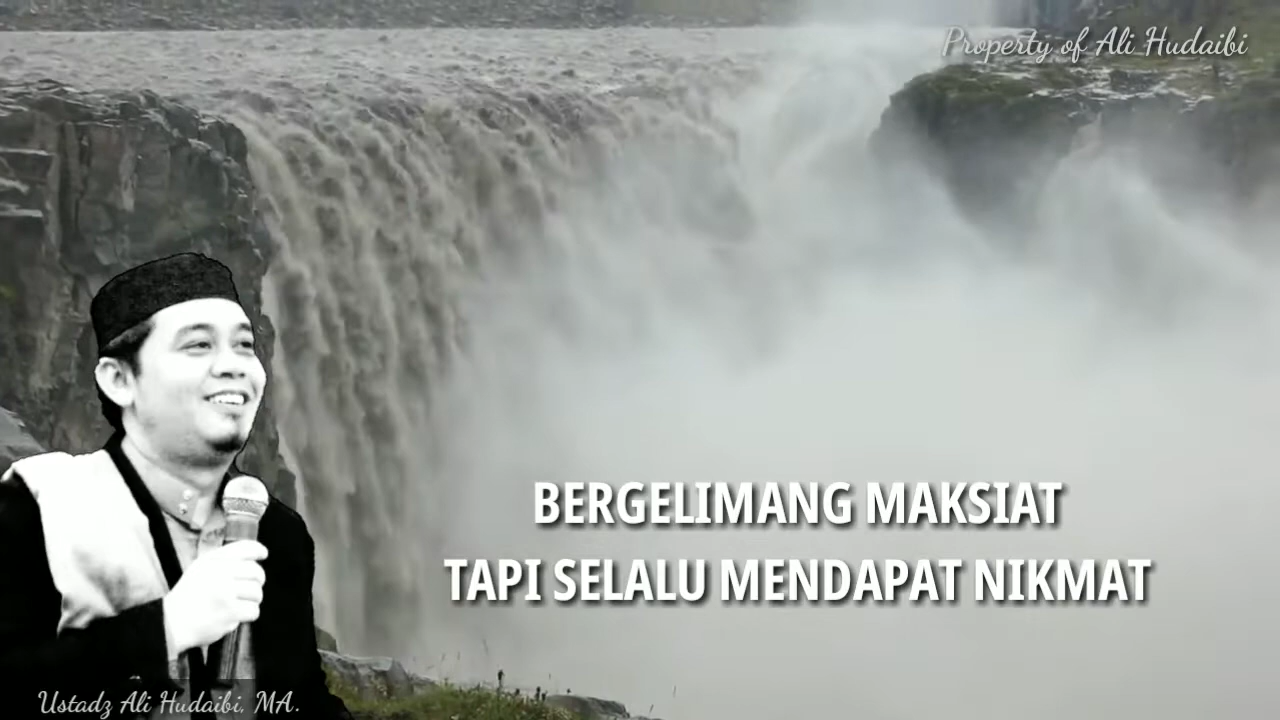 Property of Ali Hudaibi
BERGELIMANG MAKSIAT
TAPI SELALU MENDAPAT NIKMAT
Ustadz Ali Hudaibi, MA.